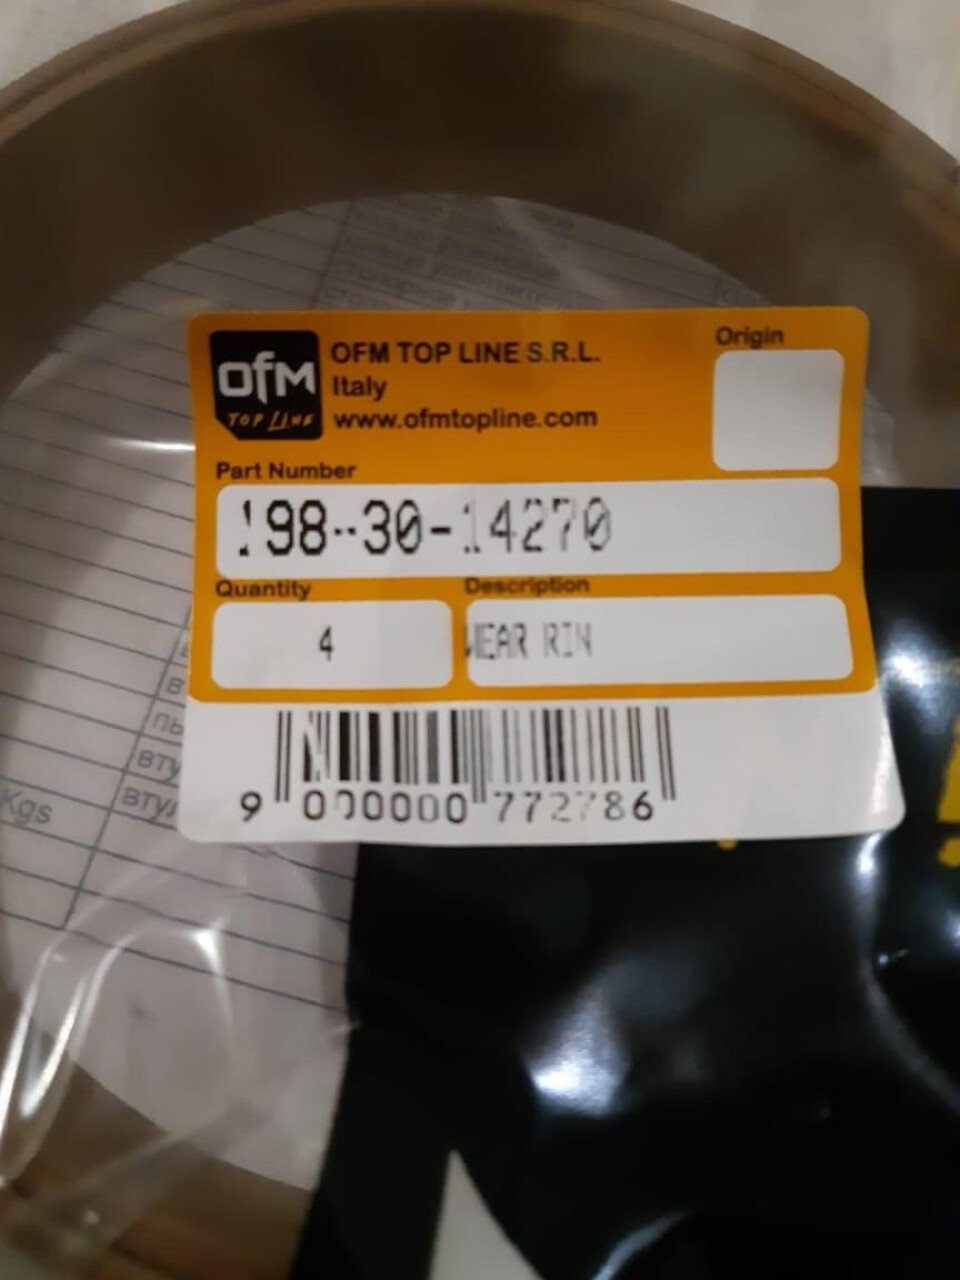 Origin
ofm
TOP LINE
OFM TOP LINE S.R.L.
Italy
www.ofmtopline.com
Part Number
198-30-14270
Quantity
Description
4
WEAR RIN
9 000000 772786
Kgs